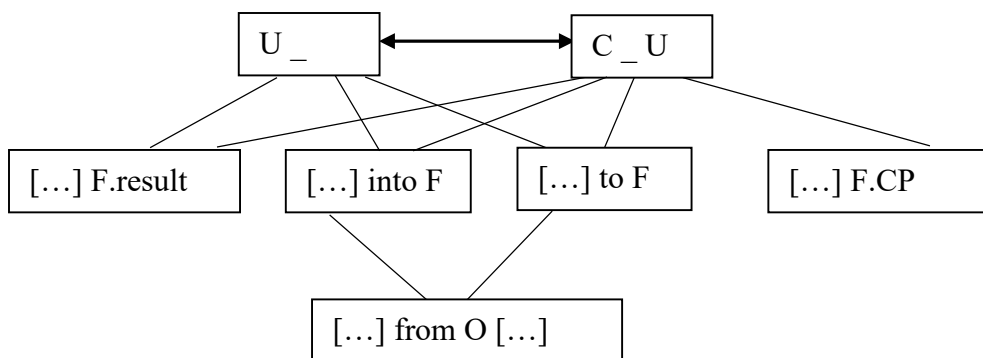 U _
C _ U
[…] F.result
[…] into F
[…] to F
[…] F.CP
[…] from O […]